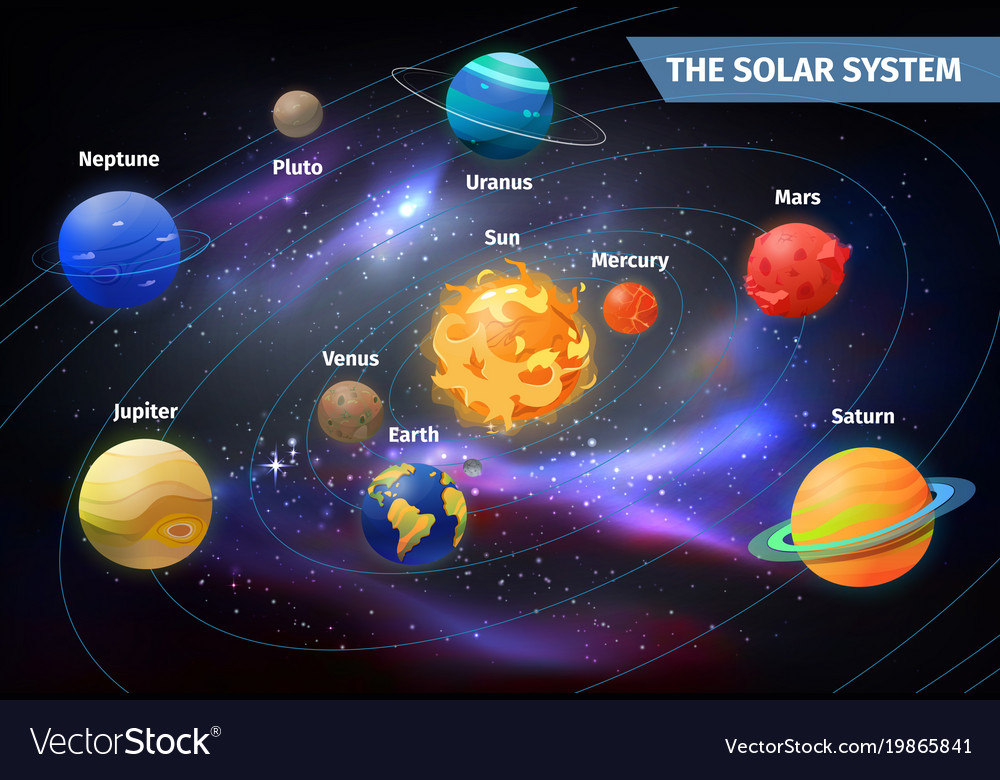 THE SOLAR SYSTEM
Neptune
Pluto
Uranus
Mars
Sun
Mercury
Venus
Jupiter
Earth
Saturn
VectorStock®
VectorStock.com/19865841